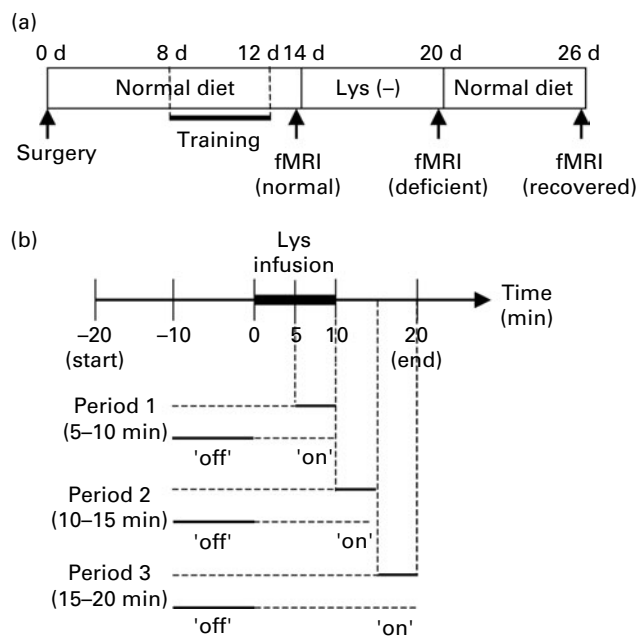 (a)
0 d 8 d 12 d 14 d 20 d 26 d
Normal diet Lys (–) Normal diet
Training
Surgery
fMRI fMRI fMRI
(normal) (deficient) (recovered)
(b)
Lys
infusion
Time
(min)
–20 –10 0 5 10 20
(start) (end)
Period 1
(5–10 min)
'off' 'on'
Period 2
(10–15 min)
'off' 'on'
Period 3
(15–20 min)
'off' 'on'